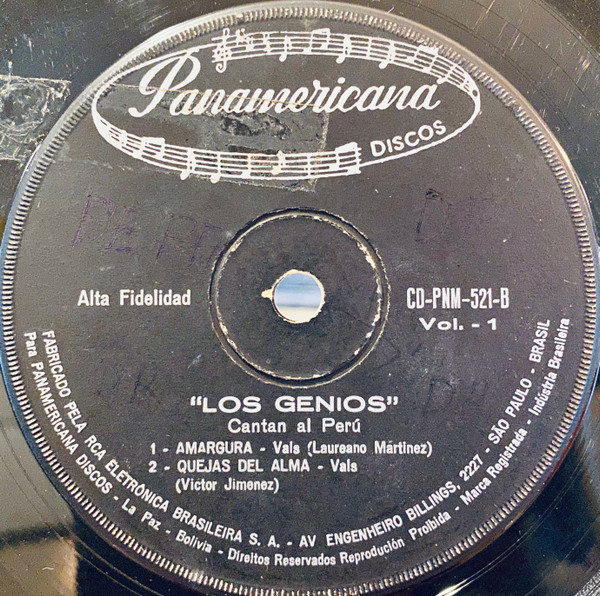 Panamericana
DISCOS
Alta Fidelidad
CD-PNM-521-B
Vol. - 1
"LOS GENIOS"
Cantan al Perú
1 - AMARGURA - Vals (Laureano Martinez)
2 - QUEJAS DEL ALMA - Vals
(Victor Jimenez)
FABRICADO PELA RCA ELETRÔNICA BRASILEIRA S. A. - AV ENGENHEIRO BILLINGS, 2227 - SÃO PAULO - BRASIL
Para PANAMERICANA DISCOS - La Paz - Bolivia - Direitos Reservados Reprodução Proibida - Marca Registrada - Indústria Brasileira